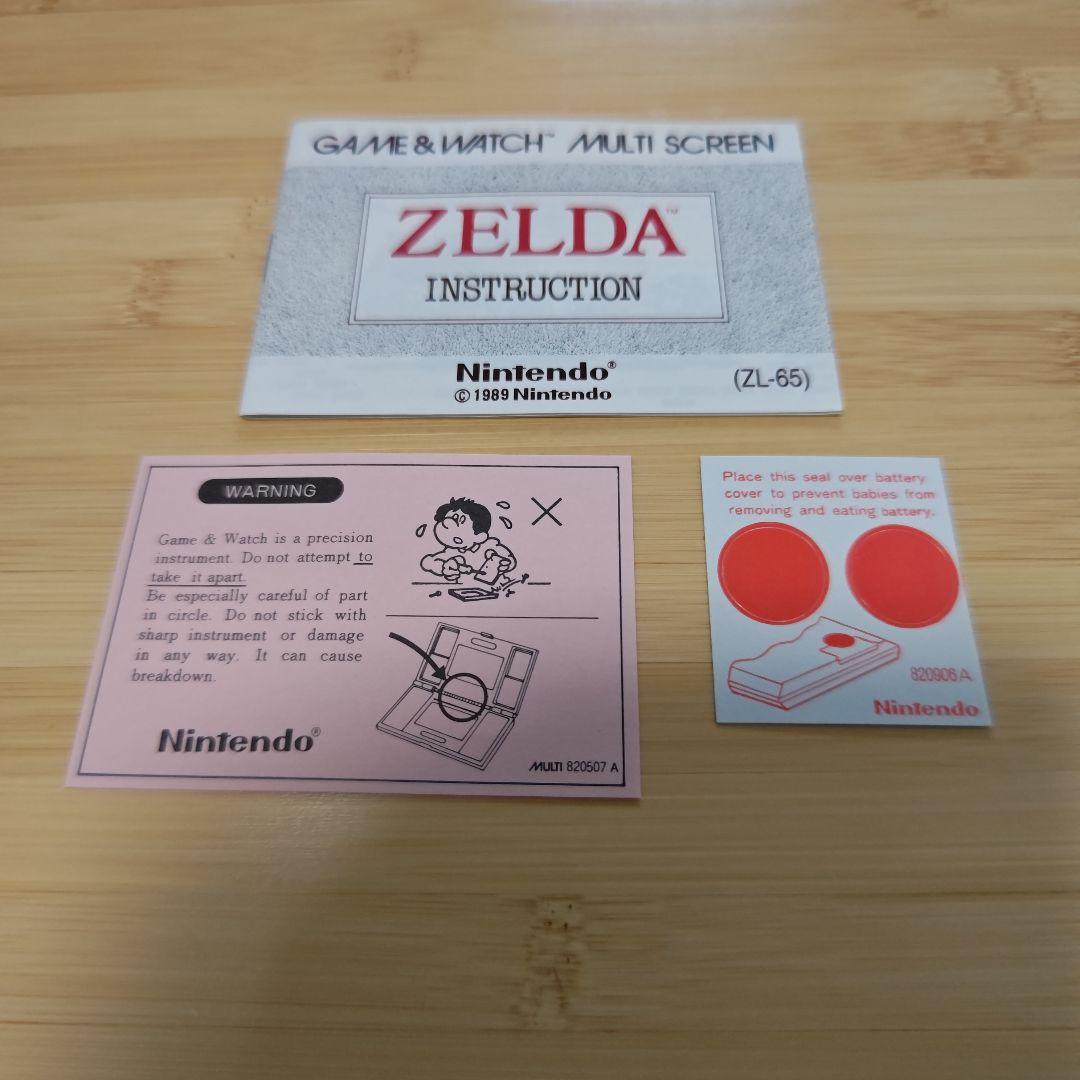 GAME & WATCH™ MULTI SCREEN
ZELDA™
INSTRUCTION
Nintendo®
© 1989 Nintendo
(ZL-65)
WARNING
Game & Watch is a precision
instrument. Do not attempt to
take it apart.
Be especially careful of part
in circle. Do not stick with
sharp instrument or damage
in any way. It can cause
breakdown.
Nintendo®
MULTI 820507 A
Place this seal over battery
cover to prevent babies from
removing and eating battery.
820906 A
Nintendo